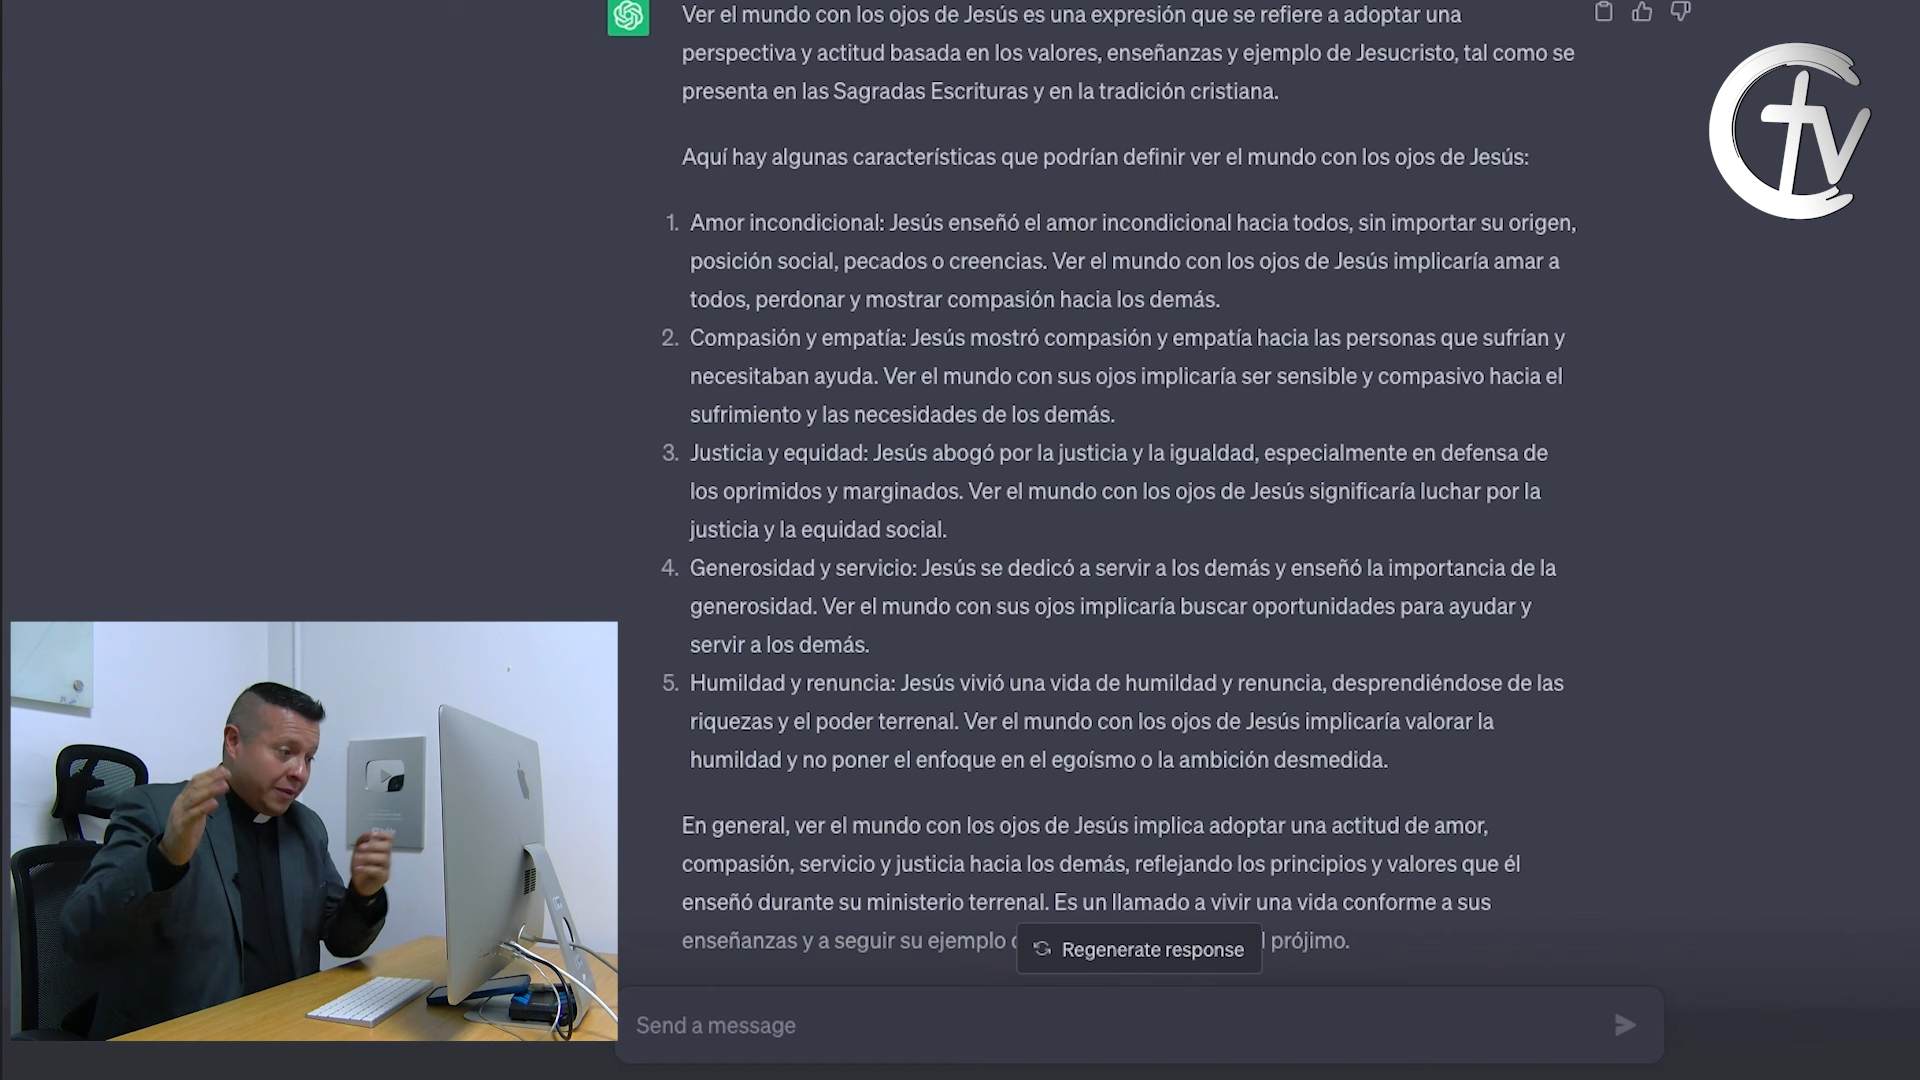 Ver el mundo con los ojos de Jesús es una expresión que se refiere a adoptar una
perspectiva y actitud basada en los valores, enseñanzas y ejemplo de Jesucristo, tal como se
presenta en las Sagradas Escrituras y en la tradición cristiana.
Aquí hay algunas características que podrían definir ver el mundo con los ojos de Jesús:
1. Amor incondicional: Jesús enseñó el amor incondicional hacia todos, sin importar su origen,
posición social, pecados o creencias. Ver el mundo con los ojos de Jesús implicaría amar a
todos, perdonar y mostrar compasión hacia los demás.
2. Compasión y empatía: Jesús mostró compasión y empatía hacia las personas que sufrían y
necesitaban ayuda. Ver el mundo con sus ojos implicaría ser sensible y compasivo hacia el
sufrimiento y las necesidades de los demás.
3. Justicia y equidad: Jesús abogó por la justicia y la igualdad, especialmente en defensa de
los oprimidos y marginados. Ver el mundo con los ojos de Jesús significaría luchar por la
justicia y la equidad social.
4. Generosidad y servicio: Jesús se dedicó a servir a los demás y enseñó la importancia de la
generosidad. Ver el mundo con sus ojos implicaría buscar oportunidades para ayudar y
servir a los demás.
5. Humildad y renuncia: Jesús vivió una vida de humildad y renuncia, desprendiéndose de las
riquezas y el poder terrenal. Ver el mundo con los ojos de Jesús implicaría valorar la
humildad y no poner el enfoque en el egoísmo o la ambición desmedida.
En general, ver el mundo con los ojos de Jesús implica adoptar una actitud de amor,
compasión, servicio y justicia hacia los demás, reflejando los principios y valores que él
enseñó durante su ministerio terrenal. Es un llamado a vivir una vida conforme a sus
enseñanzas y a seguir su ejemplo prójimo.
Regenerate response
Send a message
CTV